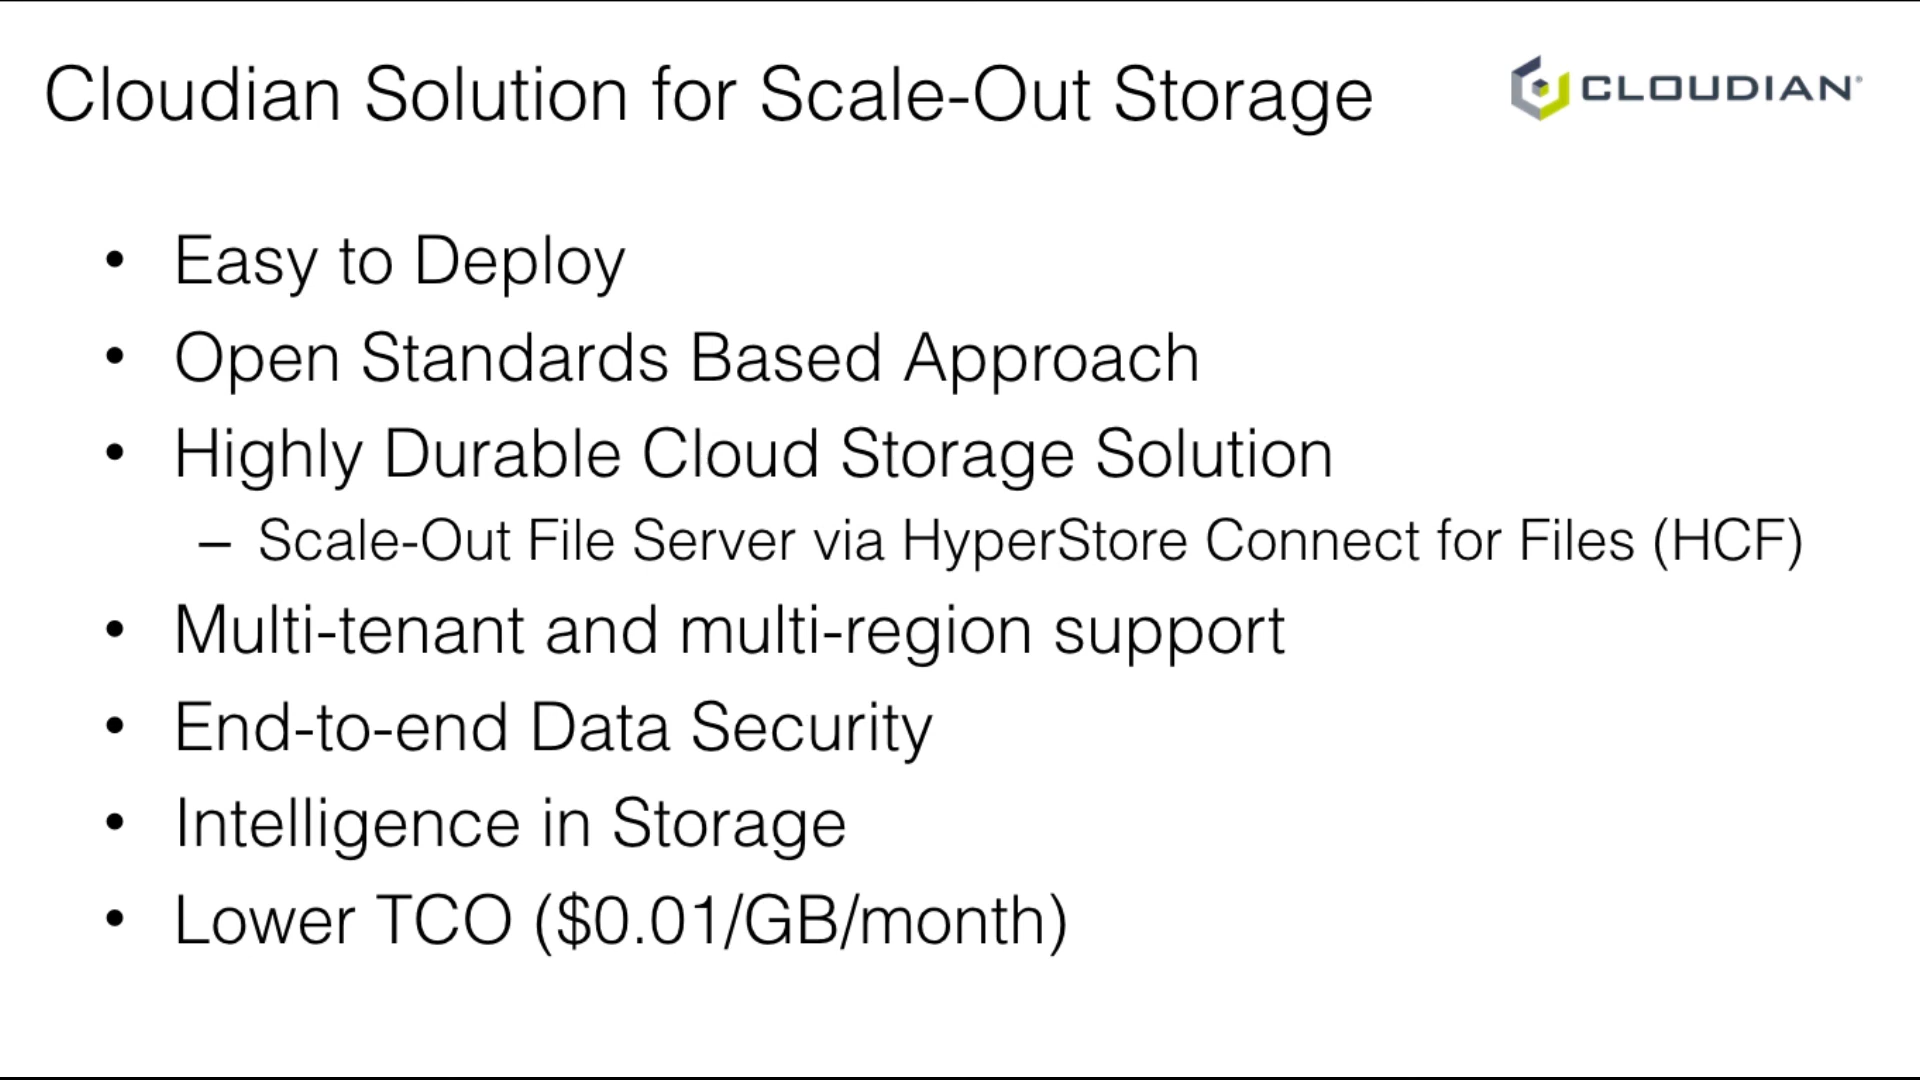 Cloudian Solution for Scale-Out Storage
CLOUDIAN®
• Easy to Deploy
• Open Standards Based Approach
• Highly Durable Cloud Storage Solution
– Scale-Out File Server via HyperStore Connect for Files (HCF)
• Multi-tenant and multi-region support
• End-to-end Data Security
• Intelligence in Storage
• Lower TCO ($0.01/GB/month)